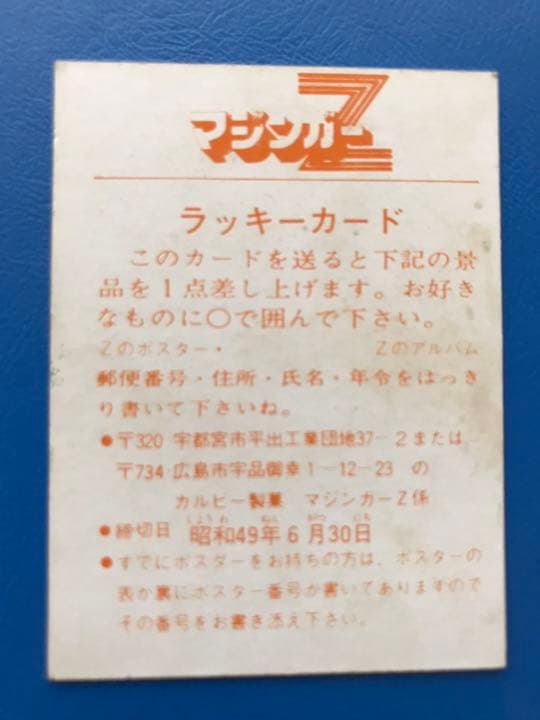 マジンガーZ
ラッキーカード
このカードを送ると下記の景
品を1点差し上げます。お好き
なものに○で囲んで下さい。
Zのポスター・ Zのアルバム
郵便番号・住所・氏名・年令をはっき
り書いて下さいね。
●〒320 宇都宮市平出工業団地37-2または
〒734 広島市宇品御幸1-12-23 の
カルビー製菓 マジンガーZ係
しょうわ ねん がつ にち
●締切日 昭和49年6月30日
●すでにポスターをお持ちの方は、ポスターの
表か裏にポスター番号が書いてありますので
その番号をお書き添え下さい。